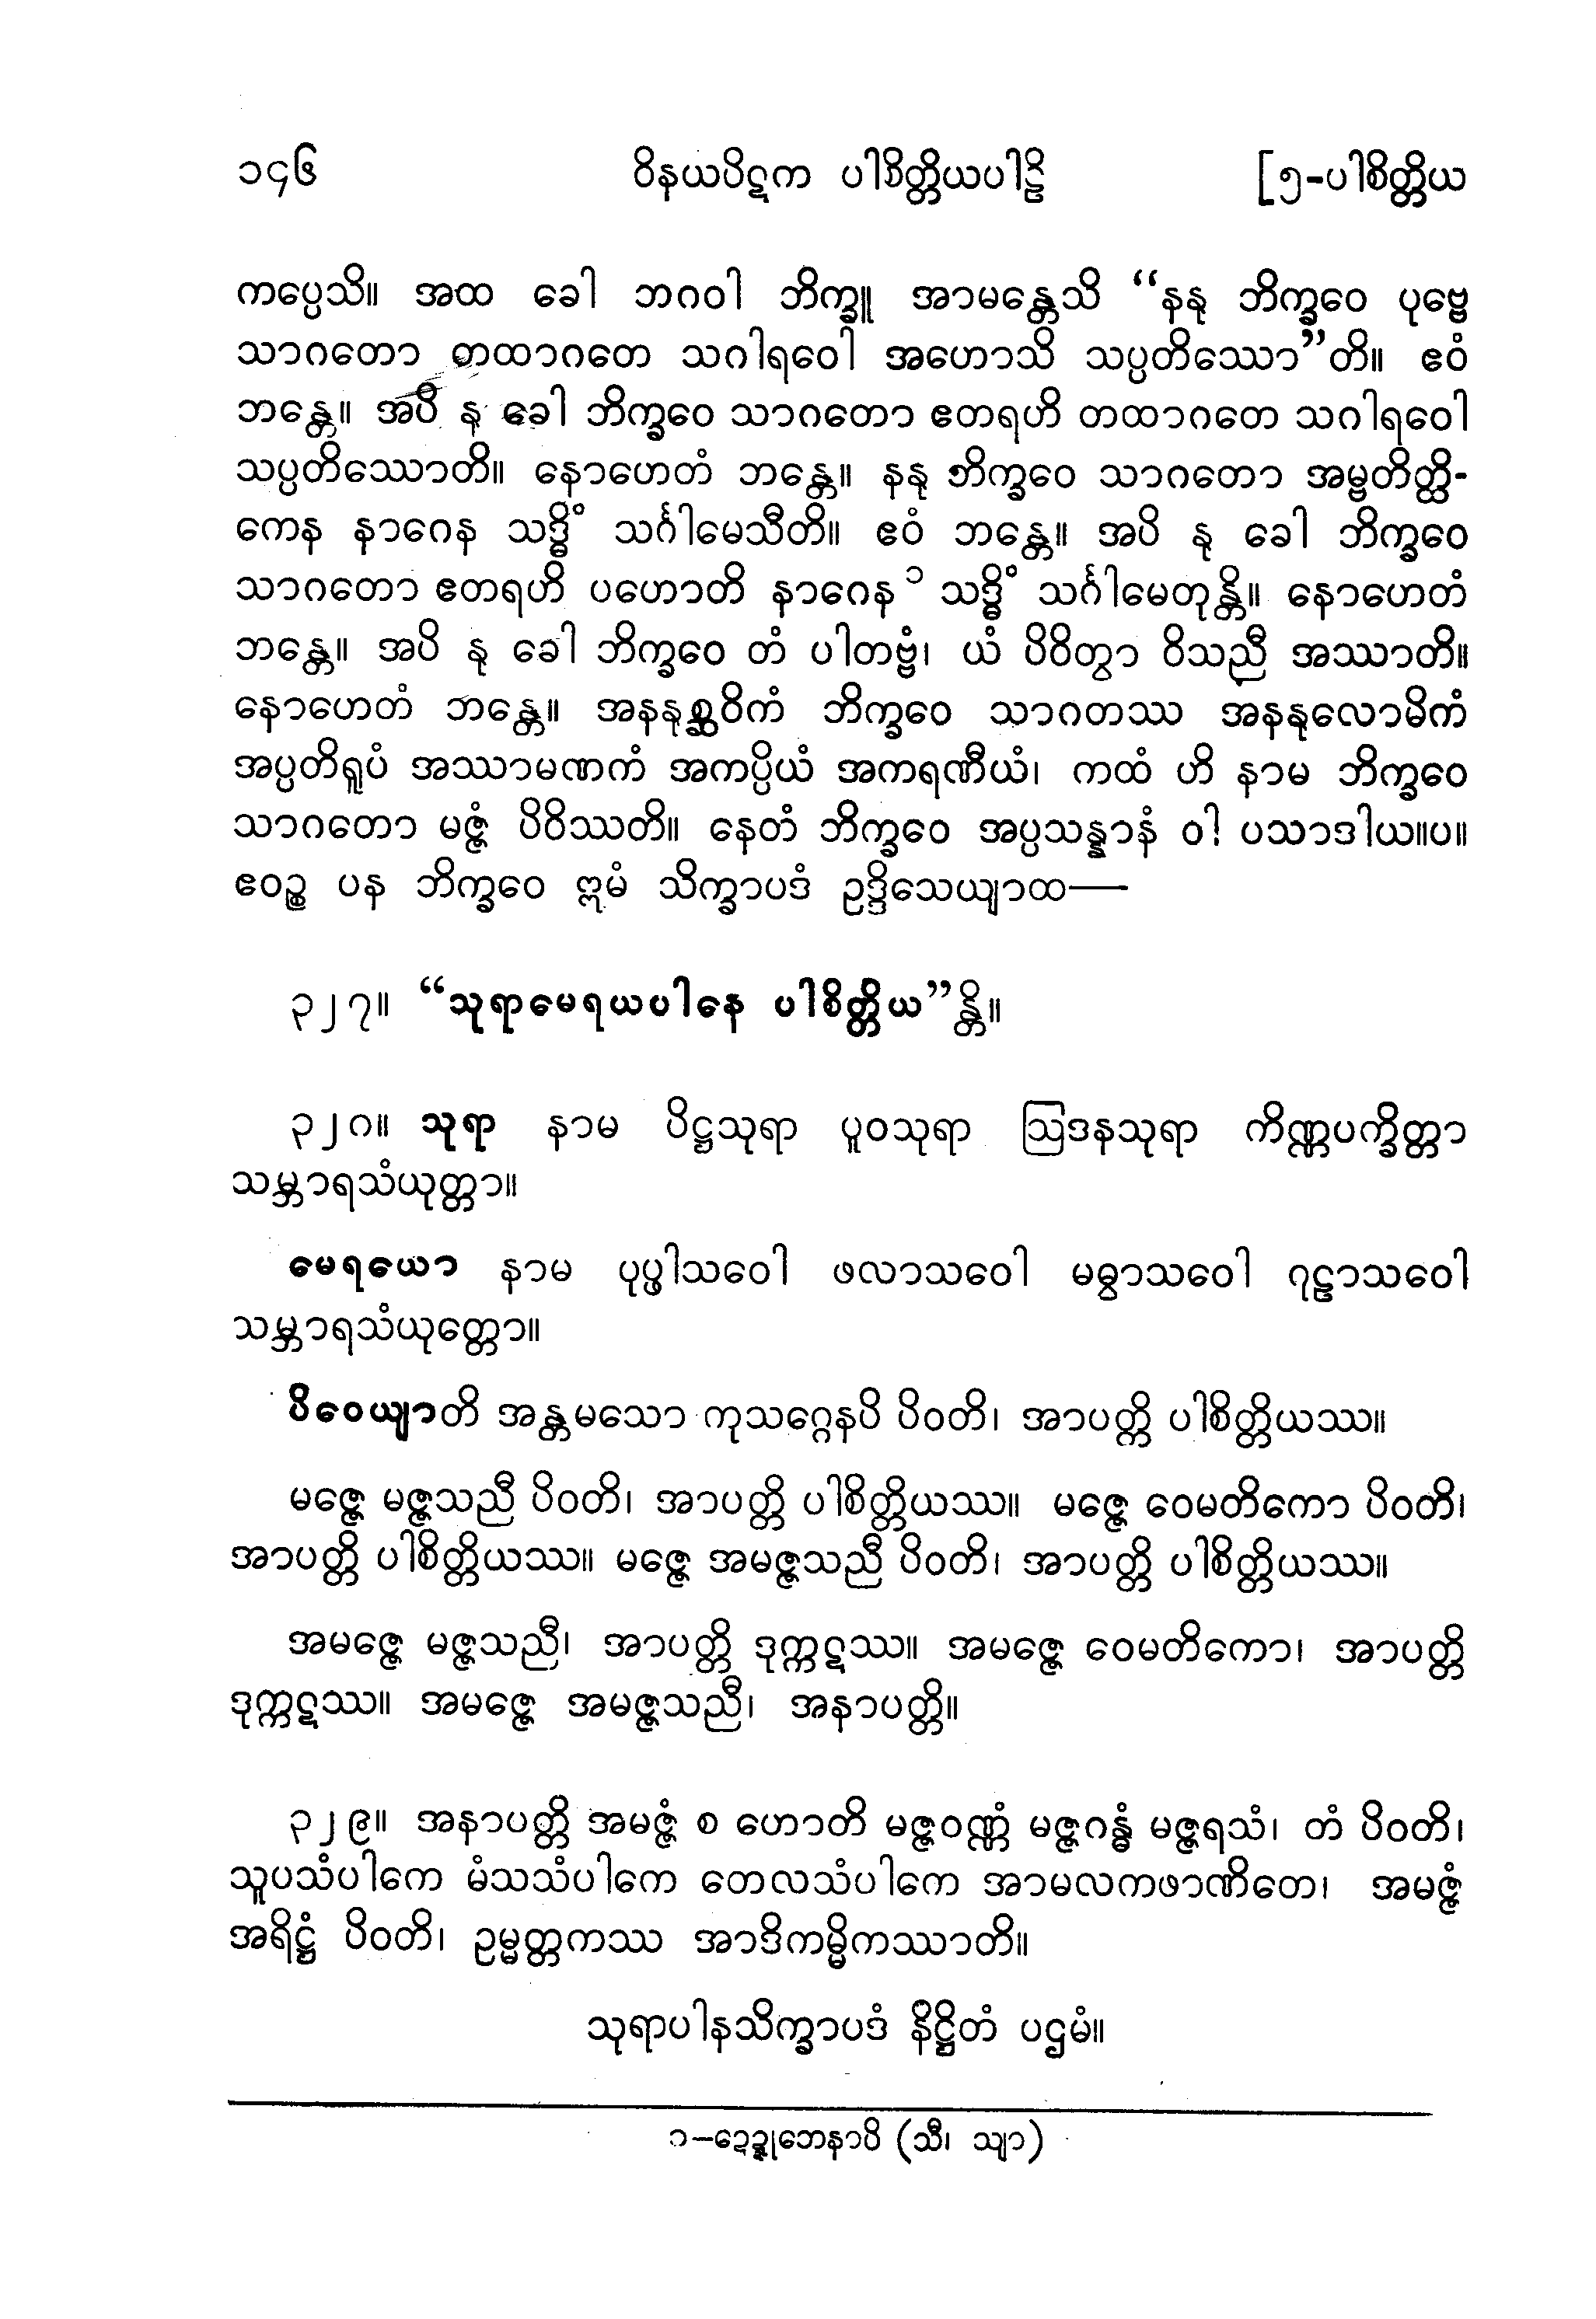 ၁၄၆ ဝိနယပိဋက ပါစိတ္တိယပါဠိ [၅-ပါစိတ္တိယ
ကပ္ပေသိ။ အထ ခေါ ဘဂဝါ ဘိက္ခူ အာမန္တေသိ “နနု ဘိက္ခဝေ ပုဗ္ဗေ
သာဂတော တထာဂတေ သဂါရဝေါ အဟောသိ သပ္ပတိဿော”တိ။ ဧဝံ
ဘန္တေ။ အပိ နု ခေါ ဘိက္ခဝေ သာဂတော ဧတရဟိ တထာဂတေ သဂါရဝေါ
သပ္ပတိဿောတိ။ နောဟေတံ ဘန္တေ။ နနု ဘိက္ခဝေ သာဂတော အမ္ဗတိတ္ထိ-
ကေန နာဂေန သဒ္ဓိံ သင်္ဂါမေသီတိ။ ဧဝံ ဘန္တေ။ အပိ နု ခေါ ဘိက္ခဝေ
သာဂတော ဧတရဟိ ပဟောတိ နာဂေန ၁ သဒ္ဓိံ သင်္ဂါမေတုန္တိ။ နောဟေတံ
ဘန္တေ။ အပိ နု ခေါ ဘိက္ခဝေ တံ ပါတဗ္ဗံ၊ ယံ ပိဝိတွာ ဝိသညီ အဿာတိ။
နောဟေတံ ဘန္တေ။ အနနုစ္ဆဝိကံ ဘိက္ခဝေ သာဂတဿ အနနုလောမိကံ
အပ္ပတိရူပံ အဿာမဏကံ အကပ္ပိယံ အကရဏီယံ၊ ကထံ ဟိ နာမ ဘိက္ခဝေ
သာဂတော မဇ္ဇံ ပိဝိဿတိ။ နေတံ ဘိက္ခဝေ အပ္ပသန္နာနံ ဝါ ပသာဒါယ။ပ။
ဧဝဉ္စ ပန ဘိက္ခဝေ ဣမံ သိက္ခာပဒံ ဥဒ္ဒိသေယျာထ—
၃၂၇။ “သုရာမေရယပါနေ ပါစိတ္တိယ”န္တိ။
၃၂၈။ သုရာ နာမ ပိဋ္ဌသုရာ ပူဝသုရာ ဩဒနသုရာ ကိဏ္ဏပက္ခိတ္တာ
သမ္ဘာရသံယုတ္တာ။
မေရယော နာမ ပုပ္ဖါသဝေါ ဖလာသဝေါ မဓွာသဝေါ ဂုဠာသဝေါ
သမ္ဘာရသံယုတ္တော။
ပိဝေယျာတိ အန္တမသော ကုသဂ္ဂေနပိ ပိဝတိ၊ အာပတ္တိ ပါစိတ္တိယဿ။
မဇ္ဇေ မဇ္ဇသညီ ပိဝတိ၊ အာပတ္တိ ပါစိတ္တိယဿ။ မဇ္ဇေ ဝေမတိကော ပိဝတိ၊
အာပတ္တိ ပါစိတ္တိယဿ။ မဇ္ဇေ အမဇ္ဇသညီ ပိဝတိ၊ အာပတ္တိ ပါစိတ္တိယဿ။
အမဇ္ဇေ မဇ္ဇသညီ၊ အာပတ္တိ ဒုက္ကဋဿ။ အမဇ္ဇေ ဝေမတိကော၊ အာပတ္တိ
ဒုက္ကဋဿ။ အမဇ္ဇေ အမဇ္ဇသညီ၊ အနာပတ္တိ။
၃၂၉။ အနာပတ္တိ အမဇ္ဇံ စ ဟောတိ မဇ္ဇဝဏ္ဏံ မဇ္ဇဂန္ဓံ မဇ္ဇရသံ၊ တံ ပိဝတိ၊
သူပသံပါကေ မံသသံပါကေ တေလသံပါကေ အာမလကဖာဏိတေ၊ အမဇ္ဇံ
အရိဋ္ဌံ ပိဝတိ၊ ဥမ္မတ္တကဿ အာဒိကမ္မိကဿာတိ။
သုရာပါနသိက္ခာပဒံ နိဋ္ဌိတံ ပဌမံ။
၁—ဍေဍ္ဍုဘေနာပိ (သီ၊ သျာ)